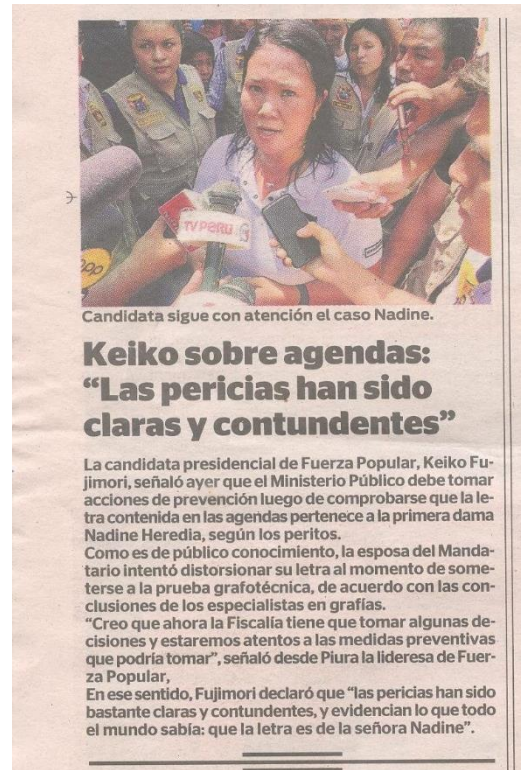 TV PERU
Candidata sigue con atención el caso Nadine.
Keiko sobre agendas:
“Las pericias han sido
claras y contundentes”
La candidata presidencial de Fuerza Popular, Keiko Fu-
jimori, señaló ayer que el Ministerio Público debe tomar
acciones de prevención luego de comprobarse que la le-
tra contenida en las agendas pertenece a la primera dama
Nadine Heredia, según los peritos.
Como es de público conocimiento, la esposa del Manda-
tario intentó distorsionar su letra al momento de some-
terse a la prueba grafotécnica, de acuerdo con las con-
clusiones de los especialistas en grafías.
“Creo que ahora la Fiscalía tiene que tomar algunas de-
cisiones y estaremos atentos a las medidas preventivas
que podría tomar”, señaló desde Piura la lideresa de Fuer-
za Popular,
En ese sentido, Fujimori declaró que “las pericias han sido
bastante claras y contundentes, y evidencian lo que todo
el mundo sabía: que la letra es de la señora Nadine”.